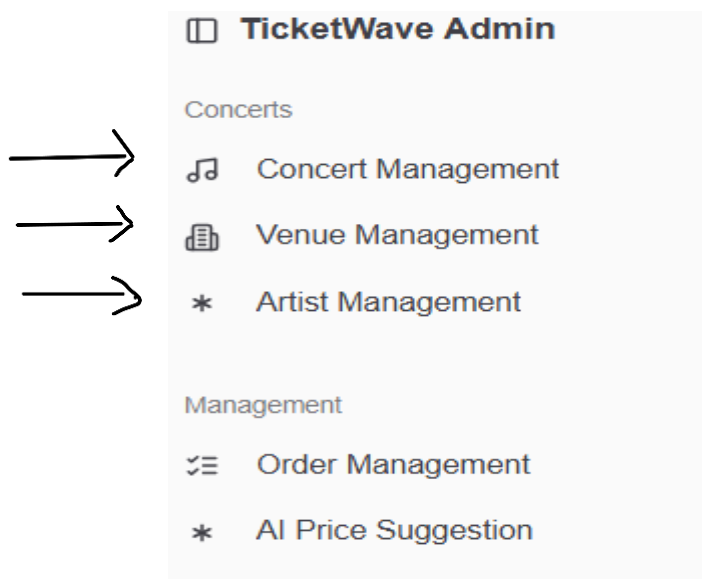 TicketWave Admin
Concerts
Concert Management
Venue Management
Artist Management
Management
Order Management
AI Price Suggestion